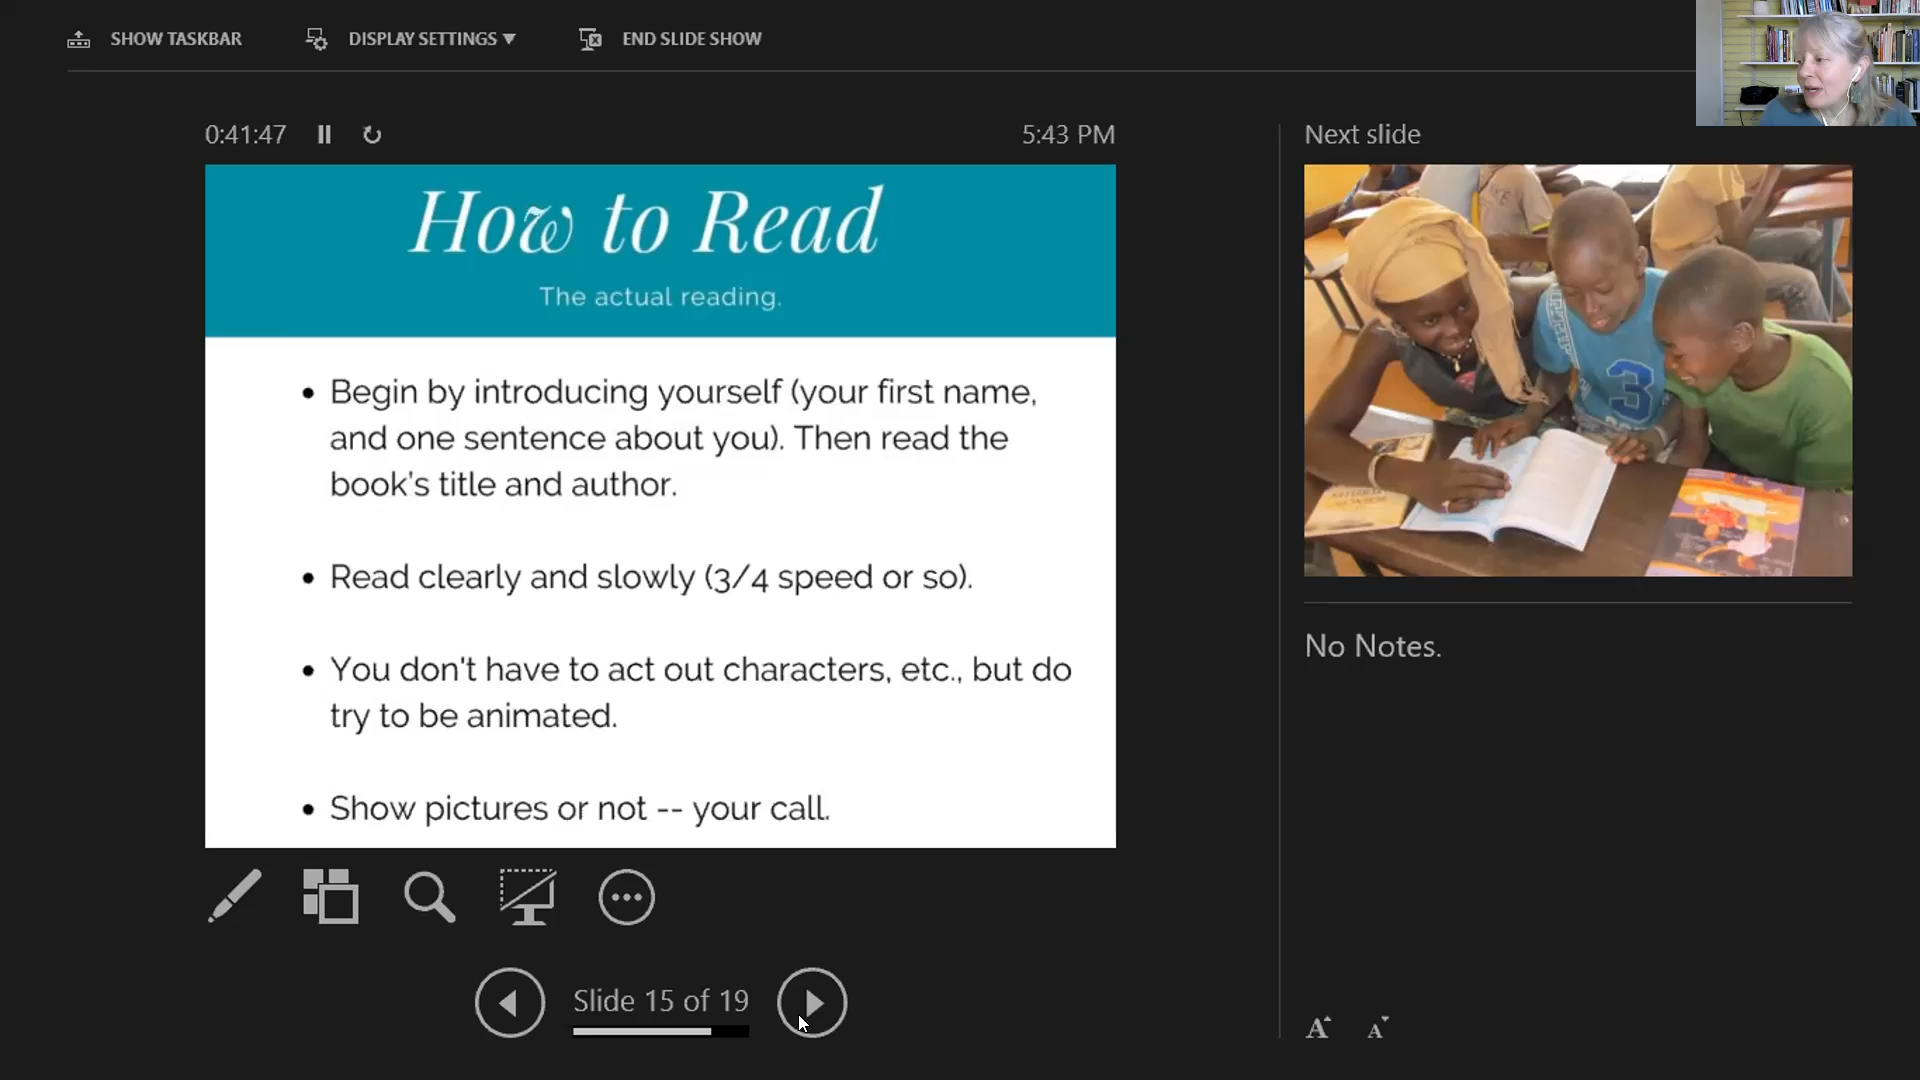 SHOW TASKBAR
DISPLAY SETTINGS ▼
END SLIDE SHOW
0:41:47
5:43 PM
Next slide
How to Read
The actual reading.
• Begin by introducing yourself (your first name,
and one sentence about you). Then read the
book's title and author.
• Read clearly and slowly (3/4 speed or so).
• You don't have to act out characters, etc., but do
try to be animated.
• Show pictures or not -- your call.
3
No Notes.
Slide 15 of 19
A A